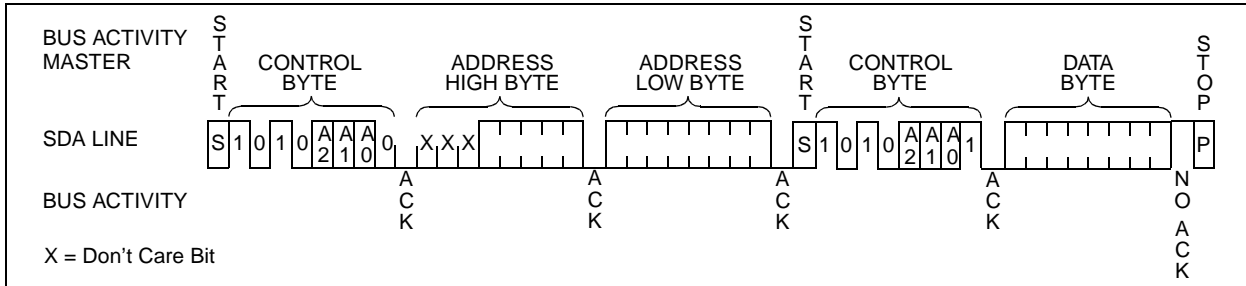 BUS ACTIVITY
MASTER
START
CONTROL
BYTE
ADDRESS
HIGH BYTE
ADDRESS
LOW BYTE
START
CONTROL
BYTE
DATA
BYTE
STOP
SDA LINE
S 1 0 1 0 A2 A1 A0 0 X X X S 1 0 1 0 A2 A1 A0 1 P
BUS ACTIVITY
ACK
ACK
ACK
ACK
NO ACK
X = Don't Care Bit